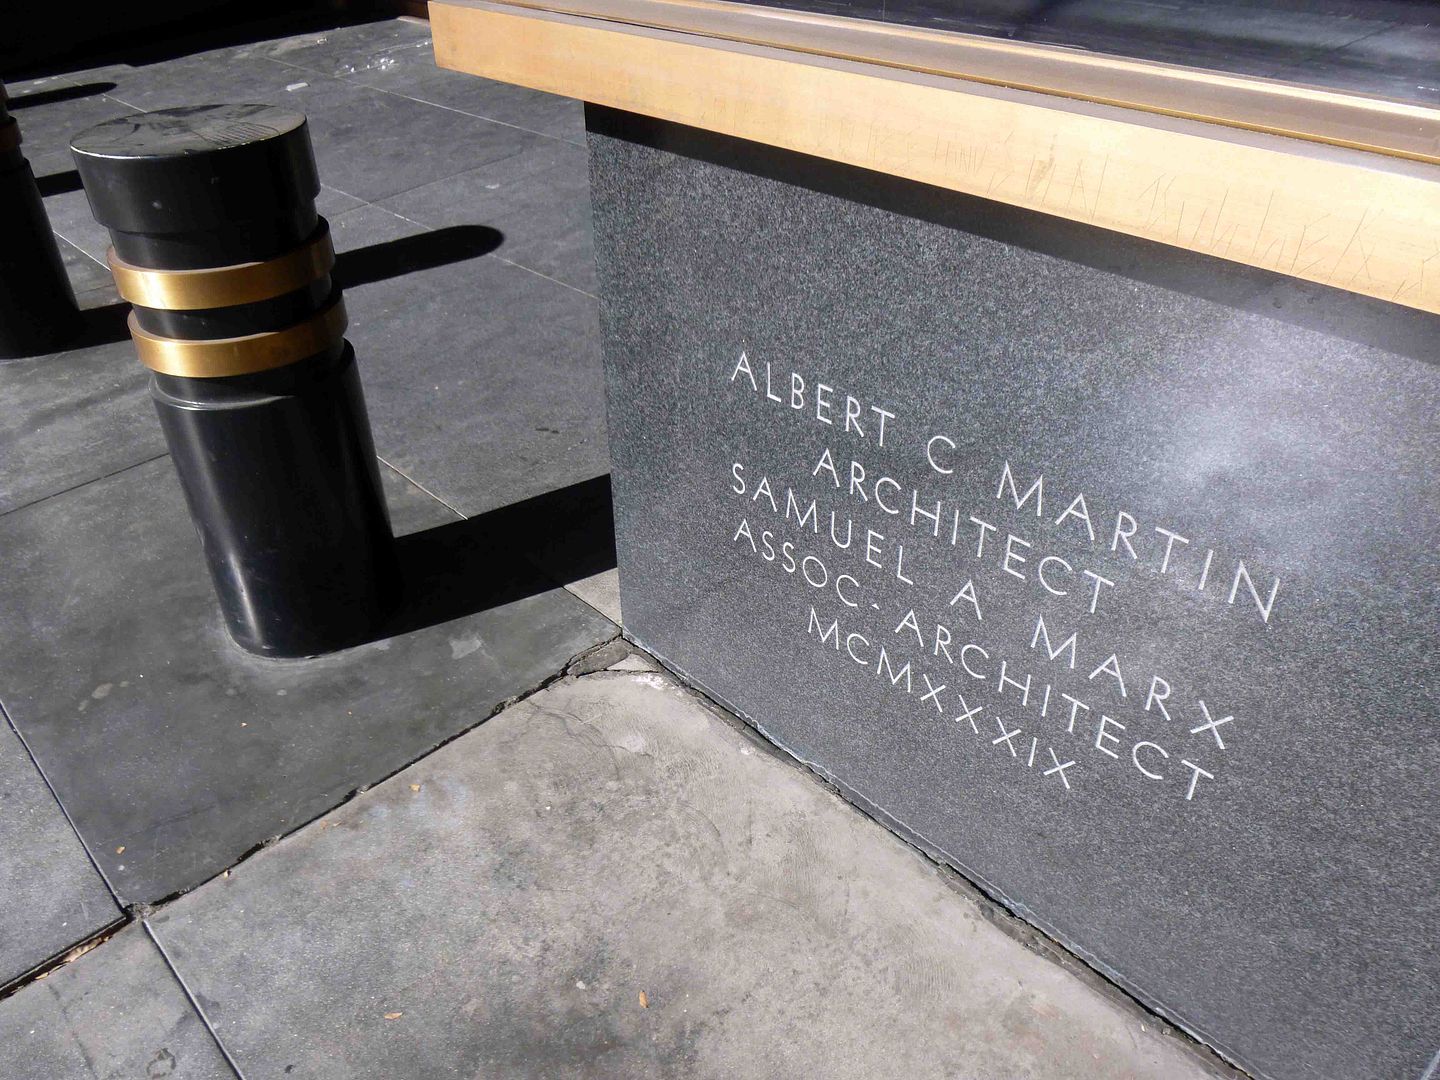 ALBERT C MARTIN
ARCHITECT
SAMUEL A MARX
ASSOC. ARCHITECT
MCMXXXIX